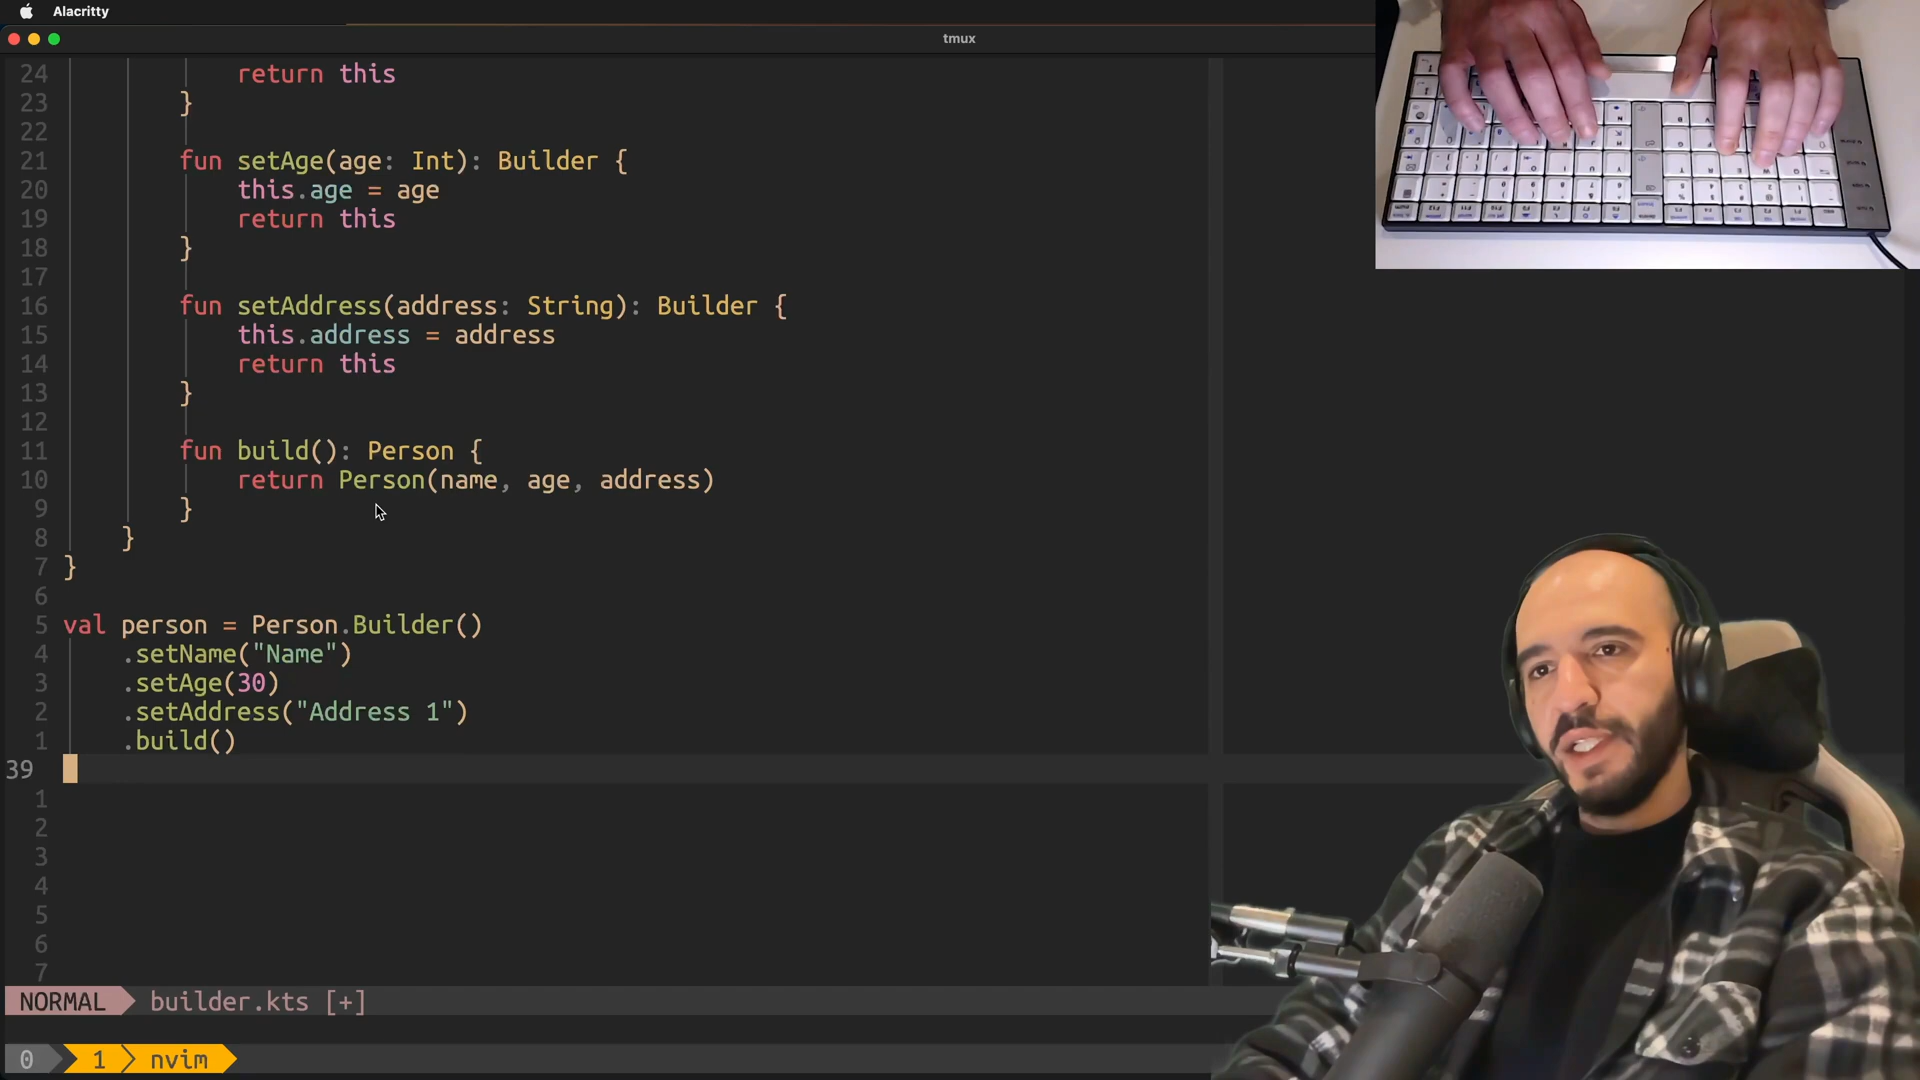 Alacritty
tmux
24 return this
23 }
22
21 fun setAge(age: Int): Builder {
20 this.age = age
19 return this
18 }
17
16 fun setAddress(address: String): Builder {
15 this.address = address
14 return this
13 }
12
11 fun build(): Person {
10 return Person(name, age, address)
9 }
8 }
7 }
6
5 val person = Person.Builder()
4 .setName("Name")
3 .setAge(30)
2 .setAddress("Address 1")
1 .build()
39
1
2
3
4
5
6
7
NORMAL builder.kts [+]
0 1 nvim